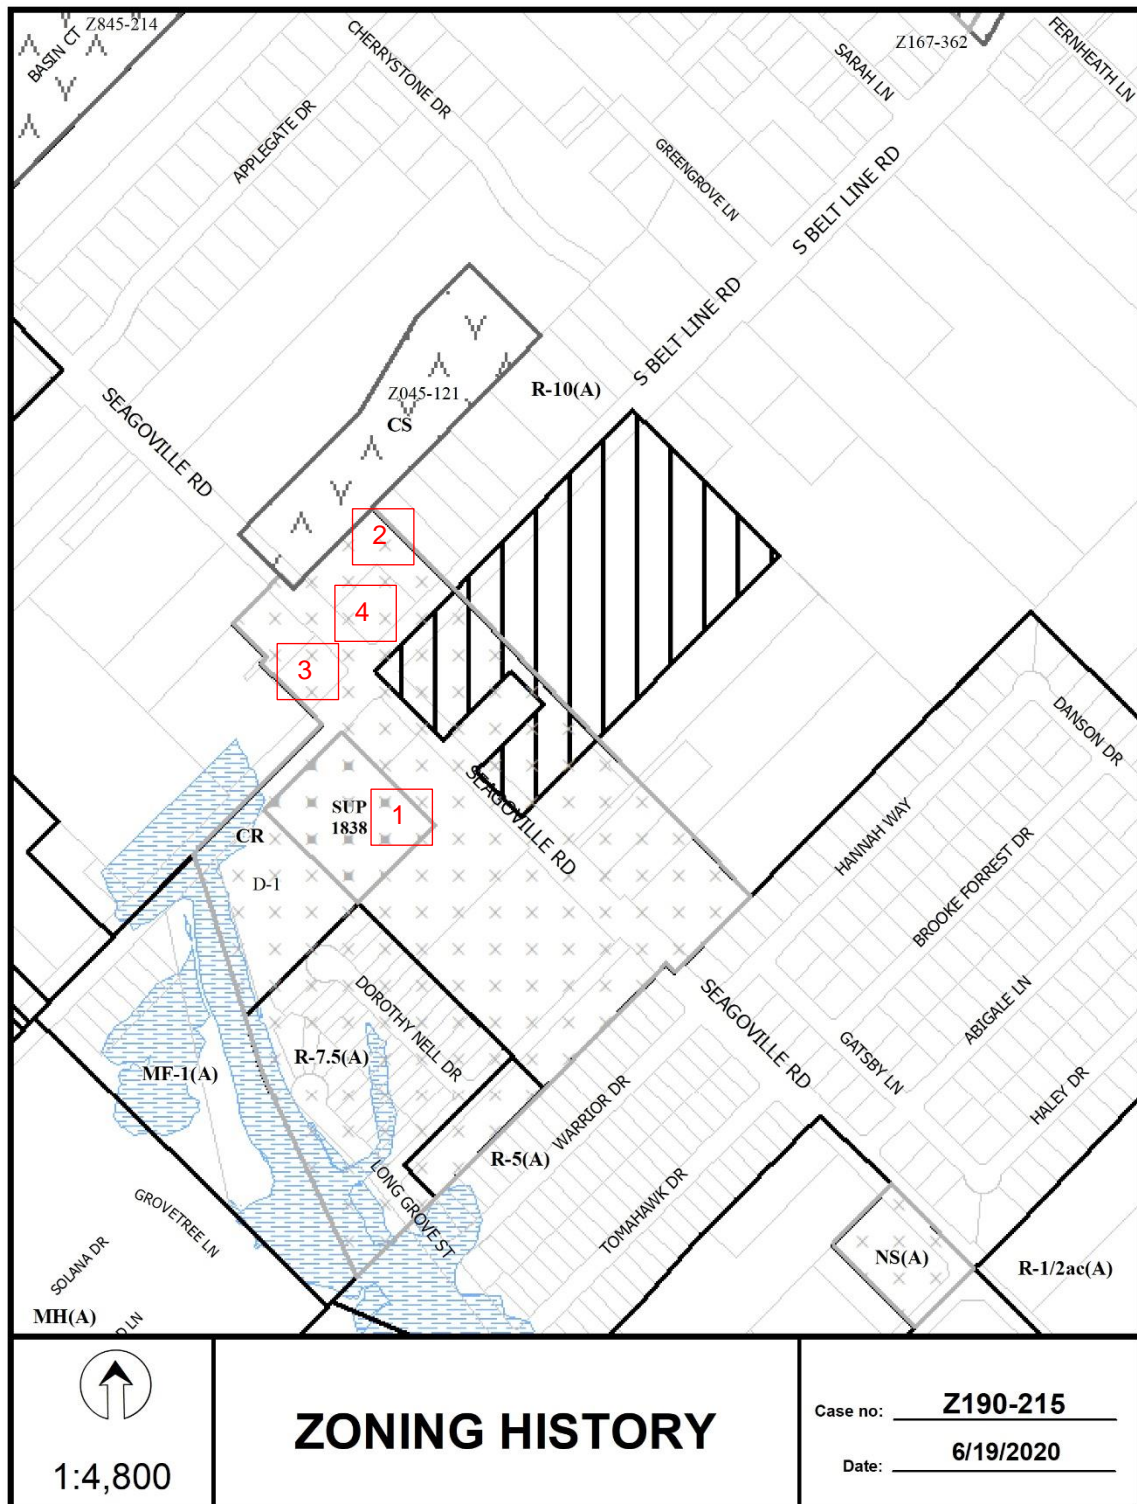 Z845-214
BASIN CT
CHERRYSTONE DR
Z167-362
SARAH LN
FERNHEATH LN
APPLEGATE DR
GREENGROVE LN
S BELT LINE RD
S BELT LINE RD
SEAGOVILLE RD
Z045-121
CS
R-10(A)
2
4
3
SEAGOVILLE RD
SUP
1838
1
CR
D-1
HANNAH WAY
DANSON DR
BROOKE FORREST DR
DOROTHY NELL DR
SEAGOVILLE RD
ABIGALE LN
GATSBY LN
HALEY DR
R-7.5(A)
MF-1(A)
WARRIOR DR
R-5(A)
LONG GROVE ST
TOMAHAWK DR
GROVETREE LN
SOLANA DR
NS(A)
R-1/2ac(A)
MH(A)
D LN
1:4,800
ZONING HISTORY
Case no: Z190-215
Date: 6/19/2020